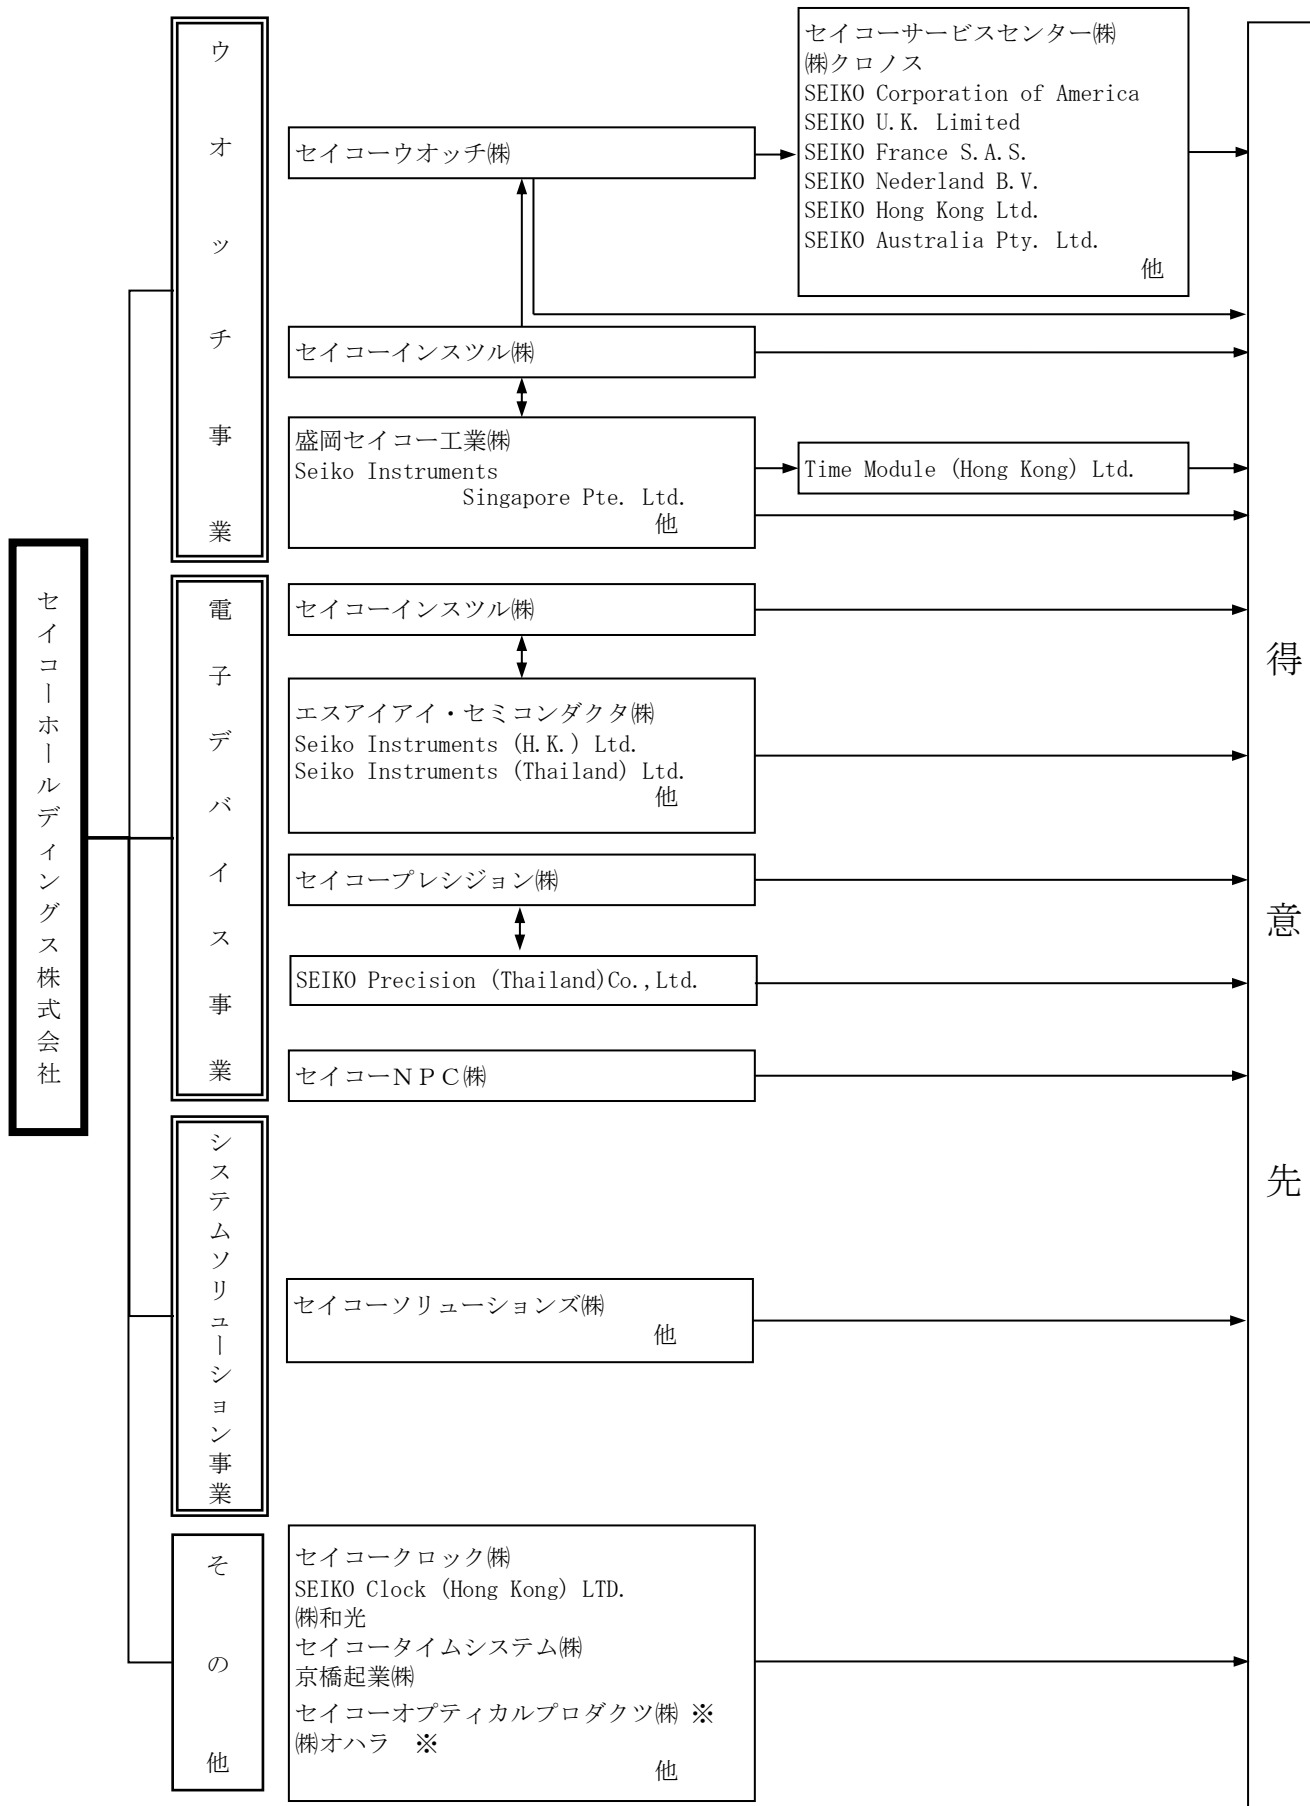 セイコーホールディングス株式会社
ウオッチ事業
セイコーウオッチ㈱
セイコーサービスセンター㈱
㈱クロノス
SEIKO Corporation of America
SEIKO U.K. Limited
SEIKO France S.A.S.
SEIKO Nederland B.V.
SEIKO Hong Kong Ltd.
SEIKO Australia Pty. Ltd.
他
セイコーインスツル㈱
盛岡セイコー工業㈱
Seiko Instruments
Singapore Pte. Ltd.
他
Time Module (Hong Kong) Ltd.
電子デバイス事業
セイコーインスツル㈱
エスアイアイ・セミコンダクタ㈱
Seiko Instruments (H.K.) Ltd.
Seiko Instruments (Thailand) Ltd.
他
セイコープレシジョン㈱
SEIKO Precision (Thailand)Co.,Ltd.
セイコーＮＰＣ㈱
システムソリューション事業
セイコーソリューションズ㈱
他
その他
セイコークロック㈱
SEIKO Clock (Hong Kong) LTD.
㈱和光
セイコータイムシステム㈱
京橋起業㈱
セイコーオプティカルプロダクツ㈱ ※
㈱オハラ　※
他
得意先